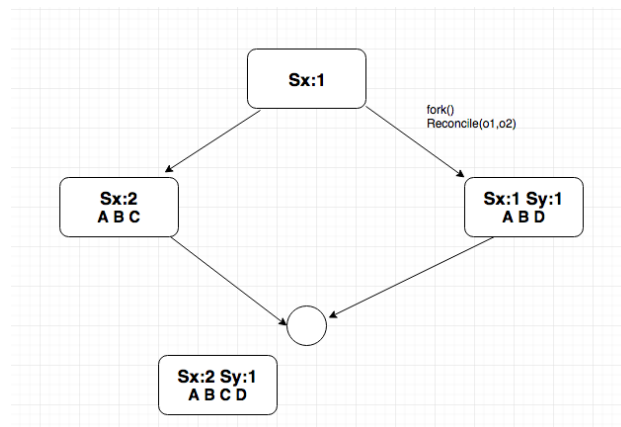 Sx:1
fork()
Reconcile(o1,o2)
Sx:2
A B C
Sx:1 Sy:1
A B D
Sx:2 Sy:1
A B C D